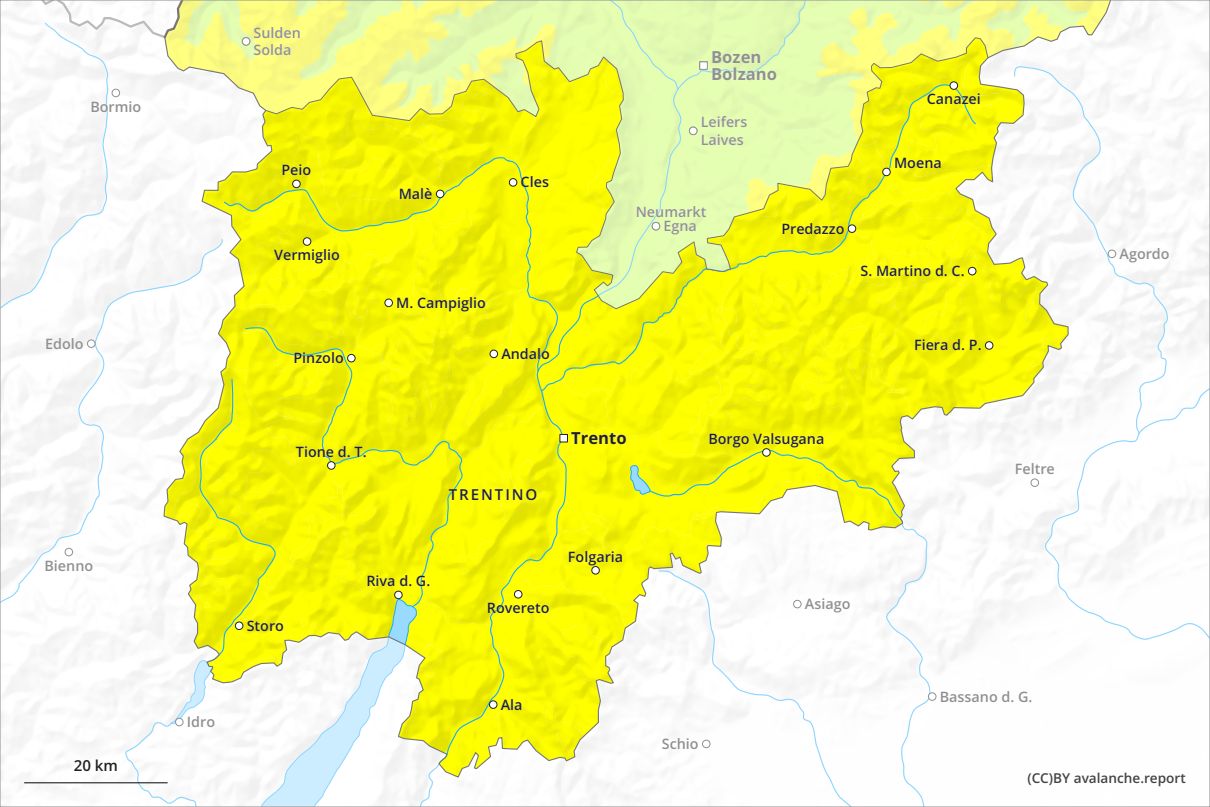 Sulden
Solda
Bozen
Bolzano
Bormio
Canazei
Leifers
Laives
Peio
Moena
Malè
Cles
Neumarkt
Egna
Predazzo
Vermiglio
Agordo
S. Martino d. C.
M. Campiglio
Edolo
Pinzolo
Andalo
Fiera d. P.
Trento
Borgo Valsugana
Tione d. T.
Feltre
TRENTINO
Bienno
Folgaria
Riva d. G.
Rovereto
Asiago
Storo
Idro
Ala
Bassano d. G.
Schio
20 km
(CC)BY avalanche.report